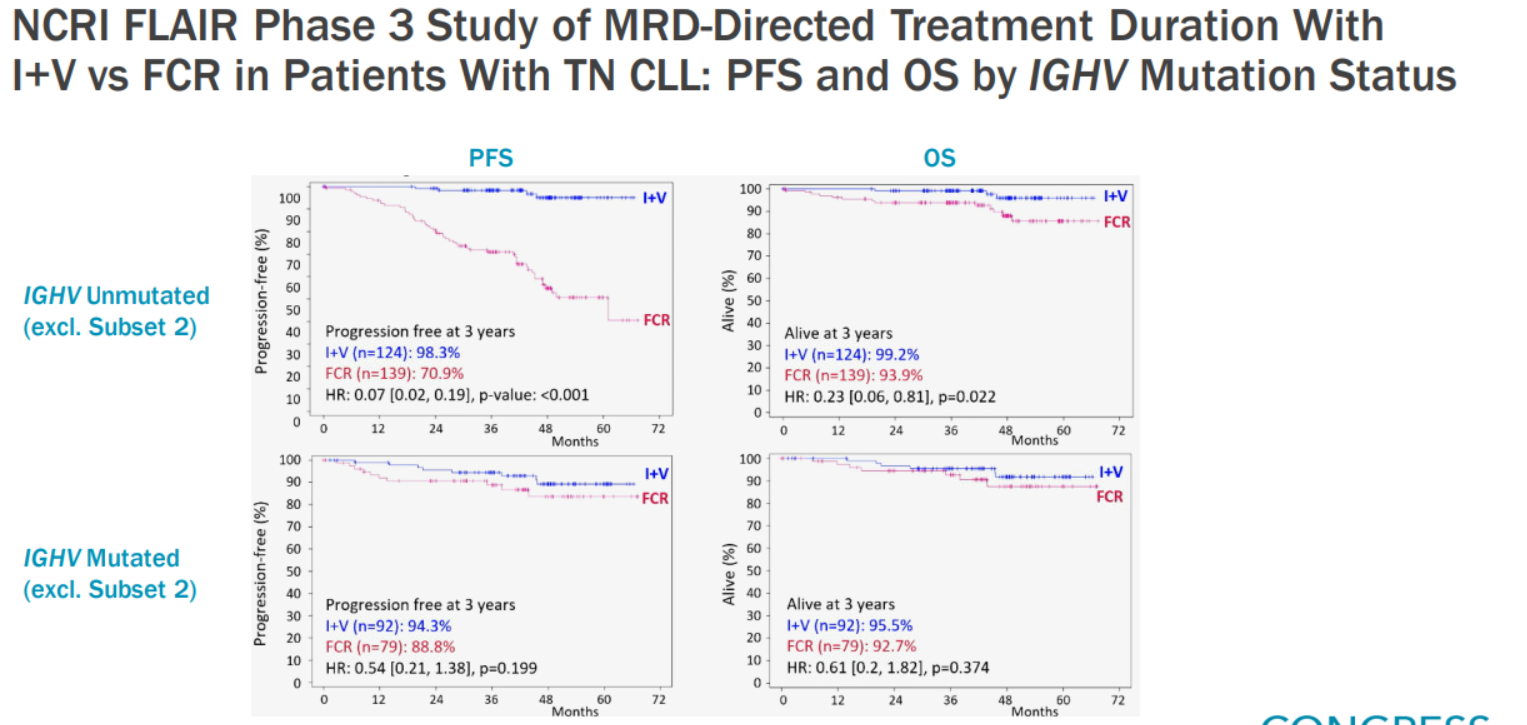 NCRI FLAIR Phase 3 Study of MRD-Directed Treatment Duration With
I+V vs FCR in Patients With TN CLL: PFS and OS by IGHV Mutation Status
PFS
OS
IGHV Unmutated
(excl. Subset 2)
Progression-free (%)
100
90
80
70
60
50
40
30
20
10
0
I+V
FCR
Progression free at 3 years
I+V (n=124): 98.3%
FCR (n=139): 70.9%
HR: 0.07 [0.02, 0.19], p-value: <0.001
0 12 24 36 48 60 72
Months
Alive (%)
100
90
80
70
60
50
40
30
20
10
0
I+V
FCR
Alive at 3 years
I+V (n=124): 99.2%
FCR (n=139): 93.9%
HR: 0.23 [0.06, 0.81], p=0.022
0 12 24 36 48 60 72
Months
IGHV Mutated
(excl. Subset 2)
Progression-free (%)
100
90
80
70
60
50
40
30
20
10
0
I+V
FCR
Progression free at 3 years
I+V (n=92): 94.3%
FCR (n=79): 88.8%
HR: 0.54 [0.21, 1.38], p=0.199
0 12 24 36 48 60 72
Months
Alive (%)
100
90
80
70
60
50
40
30
20
10
0
I+V
FCR
Alive at 3 years
I+V (n=92): 95.5%
FCR (n=79): 92.7%
HR: 0.61 [0.2, 1.82], p=0.374
0 12 24 36 48 60 72
Months
CONGRESS